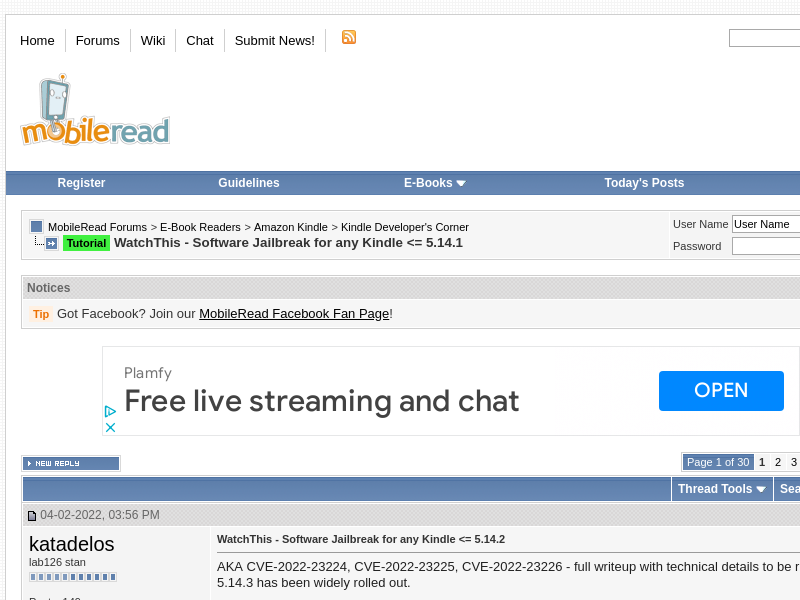 Home Forums Wiki Chat Submit News!
mobileread
Register Guidelines E-Books Today's Posts
MobileRead Forums > E-Book Readers > Amazon Kindle > Kindle Developer's Corner
Tutorial WatchThis - Software Jailbreak for any Kindle <= 5.14.1
User Name User Name
Password
Notices
Tip Got Facebook? Join our MobileRead Facebook Fan Page!
Plamfy
Free live streaming and chat
OPEN
NEW REPLY
Page 1 of 30 1 2 3
Thread Tools Sea
04-02-2022, 03:56 PM
katadelos
lab126 stan
WatchThis - Software Jailbreak for any Kindle <= 5.14.2
AKA CVE-2022-23224, CVE-2022-23225, CVE-2022-23226 - full writeup with technical details to be r
5.14.3 has been widely rolled out.